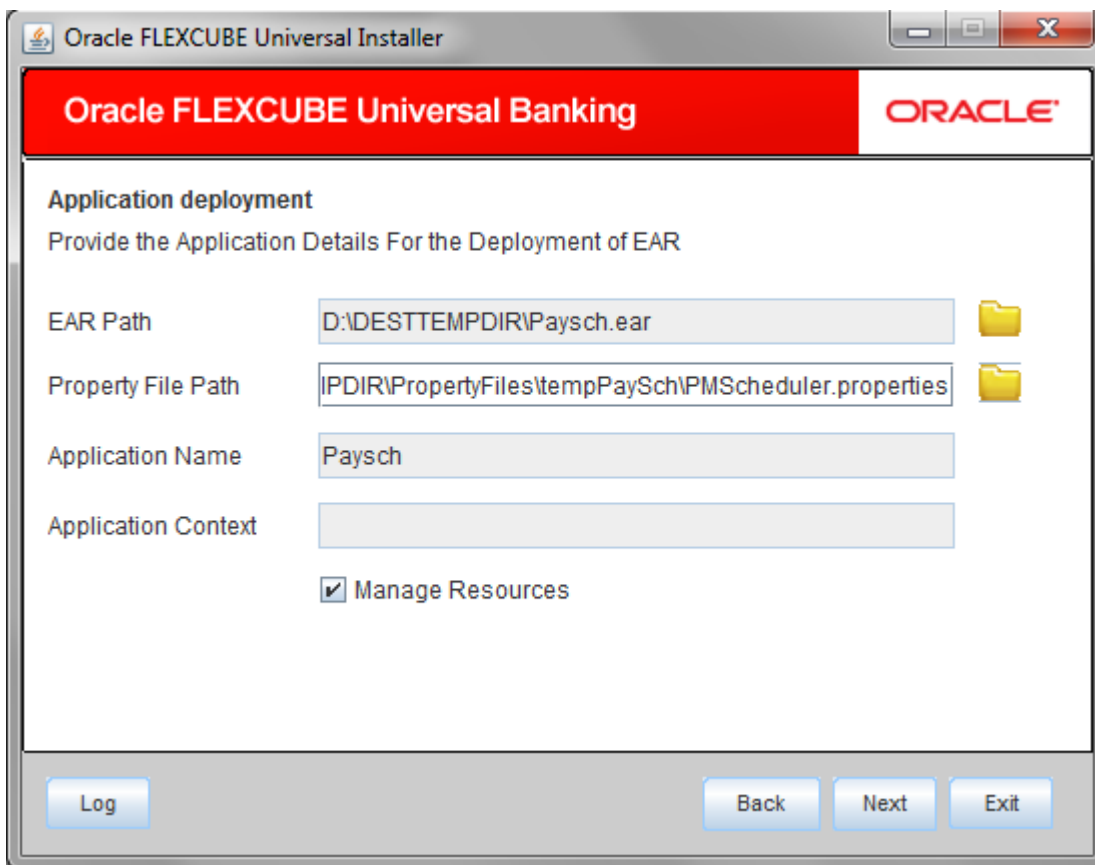 Oracle FLEXCUBE Universal Installer
Oracle FLEXCUBE Universal Banking
ORACLE
Application deployment
Provide the Application Details For the Deployment of EAR
EAR Path D:\DESTTEMPDIR\Paysch.ear
Property File Path IPDIR\PropertyFiles\tempPaySch\PMScheduler.properties
Application Name Paysch
Application Context
Manage Resources
Log Back Next Exit